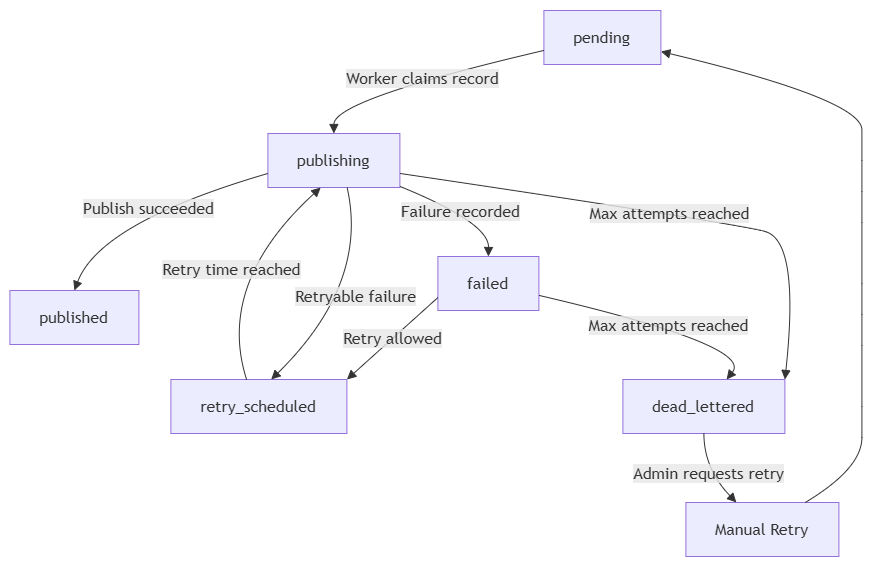 pending
Worker claims record
publishing
Publish succeeded
Failure recorded
Max attempts reached
Retry time reached
Retryable failure
failed
published
Max attempts reached
Retry allowed
retry_scheduled
dead_lettered
Admin requests retry
Manual Retry